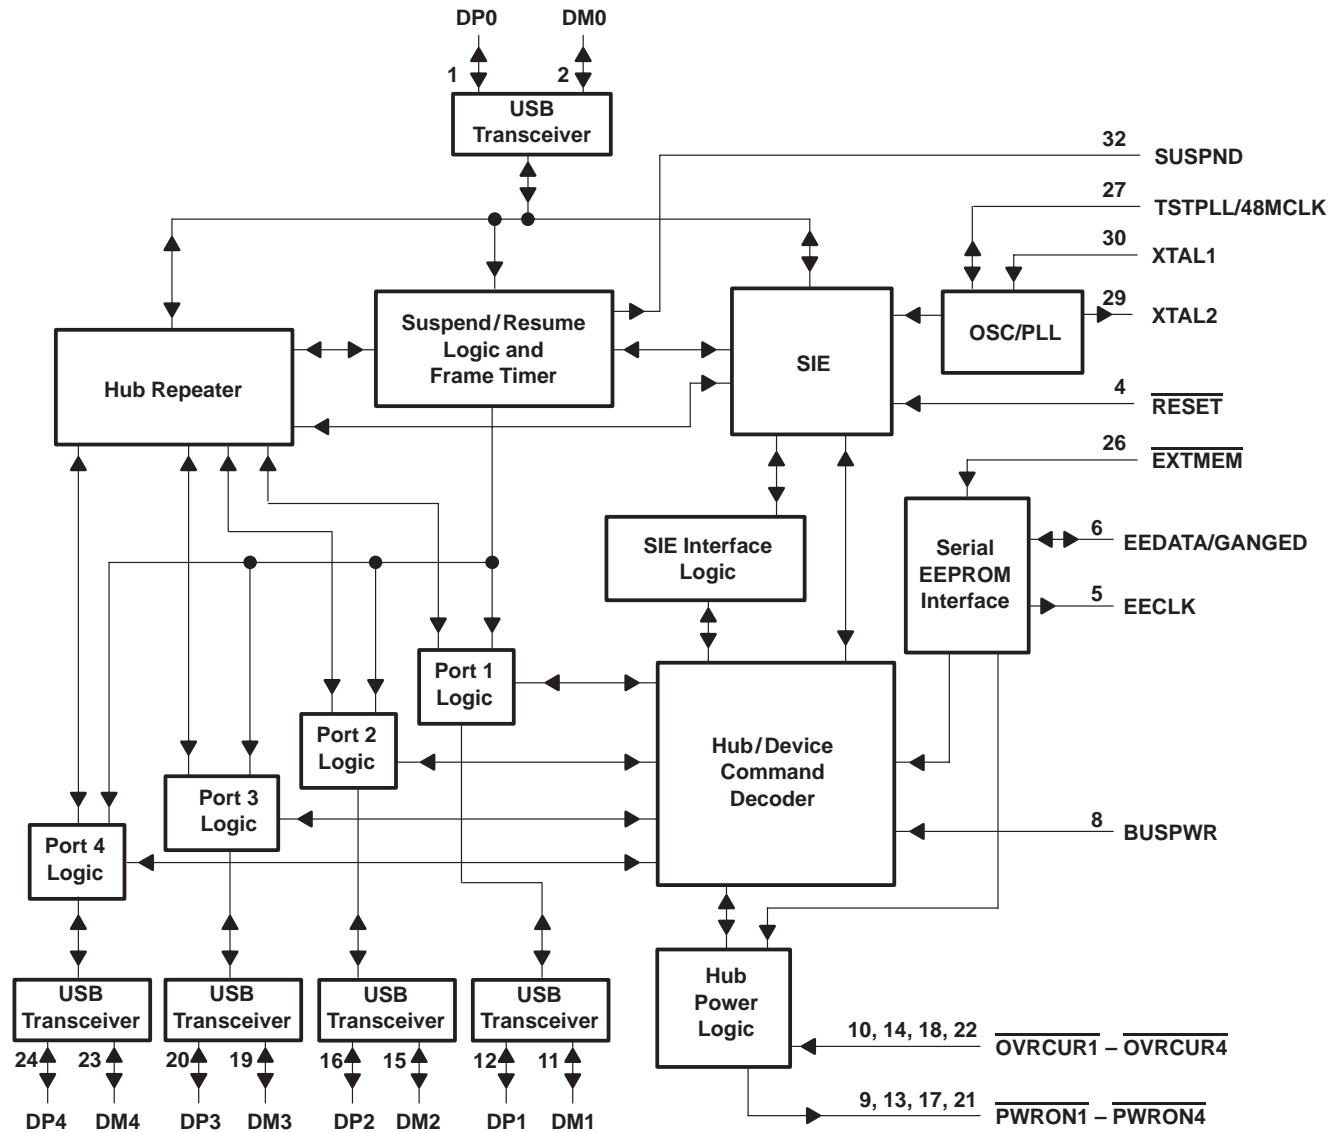 DP0 DM0
1 2
USB
Transceiver
32
SUSPND
27
TSTPLL/48MCLK
30
XTAL1
29
XTAL2
Suspend/Resume
Logic and
Frame Timer
SIE
OSC/PLL
Hub Repeater
4
RESET
26
EXTMEM
SIE Interface
Logic
Serial
EEPROM
Interface
6
EEDATA/GANGED
5
EECLK
Port 1
Logic
Port 2
Logic
Port 3
Logic
Port 4
Logic
Hub/Device
Command
Decoder
8
BUSPWR
Hub
Power
Logic
USB
Transceiver
USB
Transceiver
USB
Transceiver
USB
Transceiver
10, 14, 18, 22
OVRCUR1 – OVRCUR4
24 23 20 19 16 15 12 11
9, 13, 17, 21
PWRON1 – PWRON4
DP4 DM4 DP3 DM3 DP2 DM2 DP1 DM1